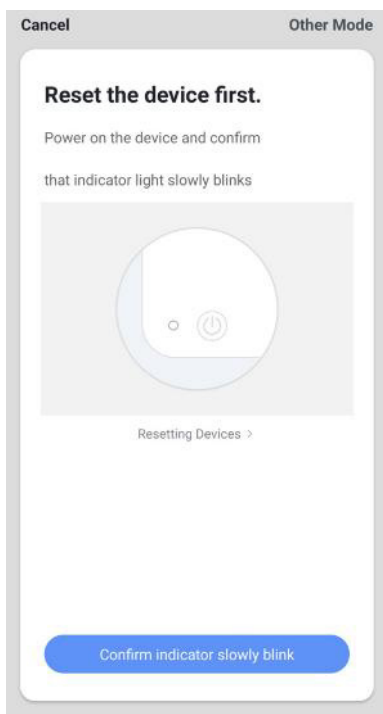 Cancel
Other Mode
Reset the device first.
Power on the device and confirm
that indicator light slowly blinks
Resetting Devices >
Confirm indicator slowly blink